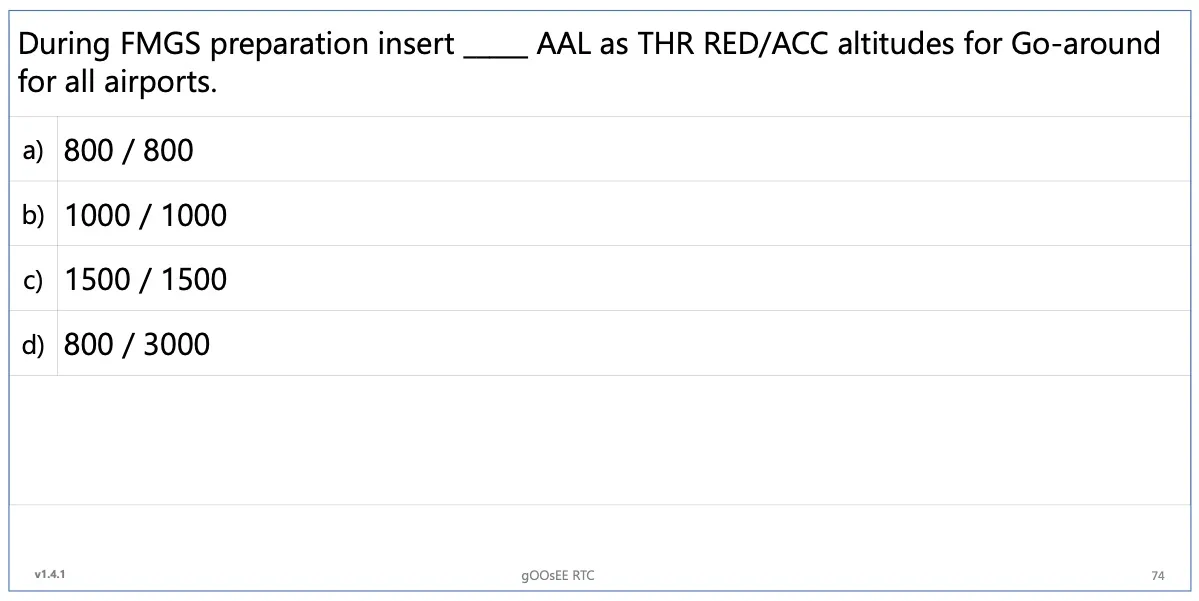 During FMGS preparation insert _____ AAL as THR RED/ACC altitudes for Go-around
for all airports.
a) 800 / 800
b) 1000 / 1000
c) 1500 / 1500
d) 800 / 3000
v1.4.1 gOOsEE RTC 74